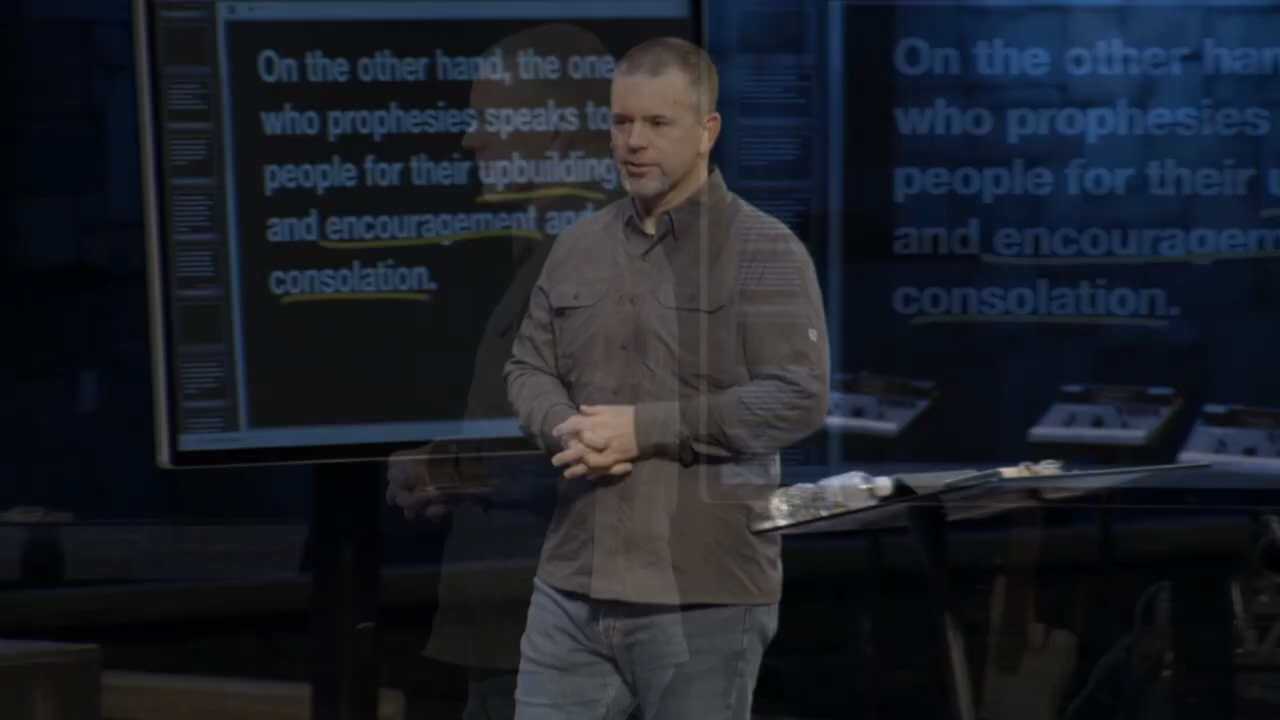 On the other hand, the one
who prophesies speaks to
people for their upbuilding
and encouragement and
consolation.
On the other han
who prophesies
people for their
and encouragem
consolation.